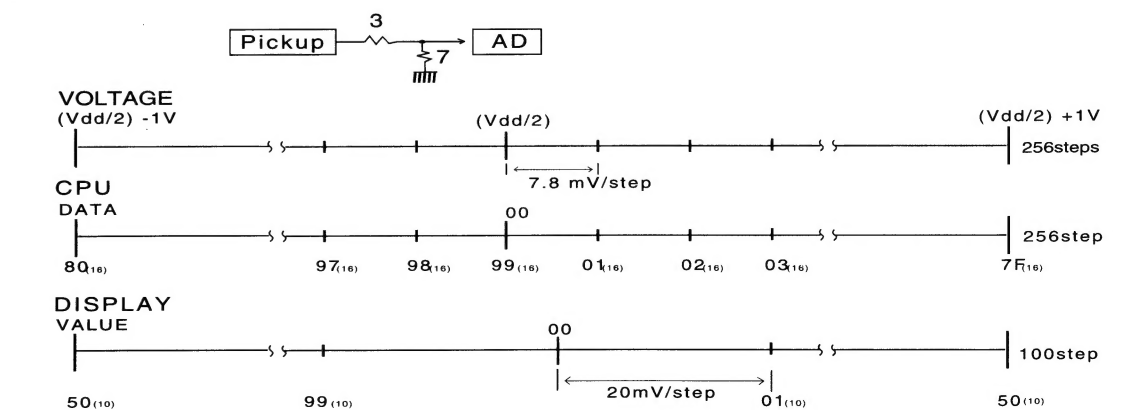 3
Pickup
AD
7
VOLTAGE
(Vdd/2) -1V
(Vdd/2)
(Vdd/2) +1V
256steps
7.8 mV/step
CPU
DATA
00
256step
80(16)
97(16)
98(16)
99(16)
01(16)
02(16)
03(16)
7F(16)
DISPLAY
VALUE
00
100step
20mV/step
50(10)
99(10)
01(10)
50(10)